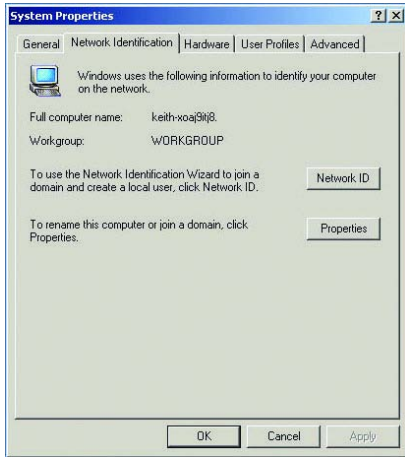 System Properties
? X
General Network Identification Hardware User Profiles Advanced
Windows uses the following information to identify your computer
on the network.
Full computer name: keith-xoaj9itj8.
Workgroup: WORKGROUP
To use the Network Identification Wizard to join a
domain and create a local user, click Network ID.
Network ID
To rename this computer or join a domain, click
Properties.
Properties
OK Cancel Apply